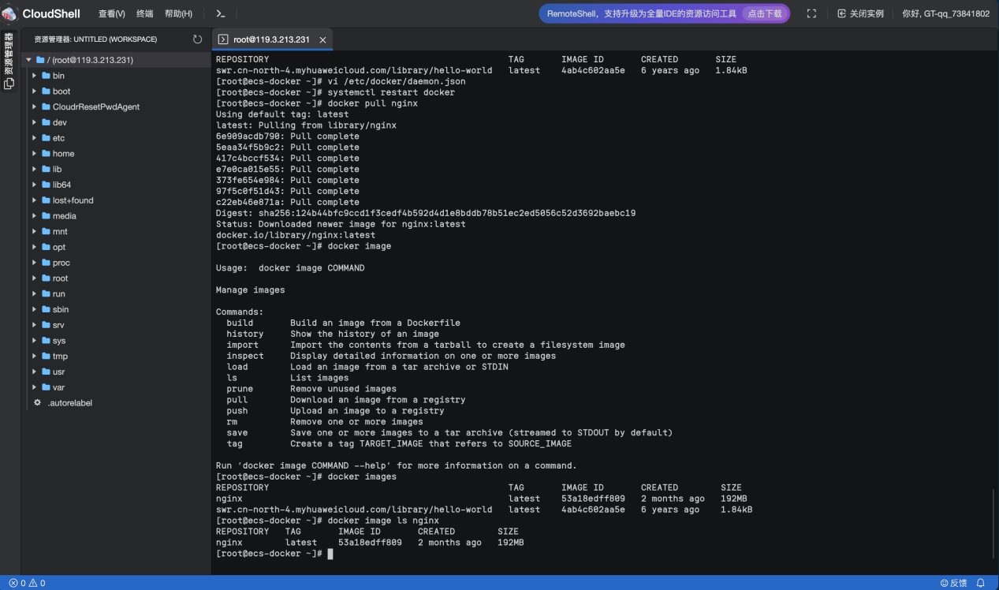 CloudShell 查看(V) 终端 帮助(H) RemoteShell，支持升级为全量IDE的资源访问工具 点击下载 关闭实例 你好, GT-qq_73841802
资源管理器
资源管理器: UNTITLED (WORKSPACE)
/ (root@119.3.213.231)
bin
boot
CloudrResetPwdAgent
dev
etc
home
lib
lib64
lost+found
media
mnt
opt
proc
root
run
sbin
srv
sys
tmp
usr
var
.autorelabel
root@119.3.213.231
REPOSITORY TAG IMAGE ID CREATED SIZE
swr.cn-north-4.myhuaweicloud.com/library/hello-world latest 4ab4c602aa5e 6 years ago 1.84kB
[root@ecs-docker ~]# vi /etc/docker/daemon.json
[root@ecs-docker ~]# systemctl restart docker
[root@ecs-docker ~]# docker pull nginx
Using default tag: latest
latest: Pulling from library/nginx
6e909acdb790: Pull complete
5eaa34f5b9c2: Pull complete
417c4bccf534: Pull complete
e7e0ca015e55: Pull complete
373fe654e984: Pull complete
97f5c0f51d43: Pull complete
c22eb46e871a: Pull complete
Digest: sha256:124b44bfc9ccd1f3cedf4b592d4d1e8bddb78b51ec2ed5056c52d3692baebc19
Status: Downloaded newer image for nginx:latest
docker.io/library/nginx:latest
[root@ecs-docker ~]# docker image
Usage: docker image COMMAND
Manage images
Commands:
build Build an image from a Dockerfile
history Show the history of an image
import Import the contents from a tarball to create a filesystem image
inspect Display detailed information on one or more images
load Load an image from a tar archive or STDIN
ls List images
prune Remove unused images
pull Download an image from a registry
push Upload an image to a registry
rm Remove one or more images
save Save one or more images to a tar archive (streamed to STDOUT by default)
tag Create a tag TARGET_IMAGE that refers to SOURCE_IMAGE
Run 'docker image COMMAND --help' for more information on a command.
[root@ecs-docker ~]# docker images
REPOSITORY TAG IMAGE ID CREATED SIZE
nginx latest 53a18edff809 2 months ago 192MB
swr.cn-north-4.myhuaweicloud.com/library/hello-world latest 4ab4c602aa5e 6 years ago 1.84kB
[root@ecs-docker ~]# docker image ls nginx
REPOSITORY TAG IMAGE ID CREATED SIZE
nginx latest 53a18edff809 2 months ago 192MB
[root@ecs-docker ~]#
0 0 反馈